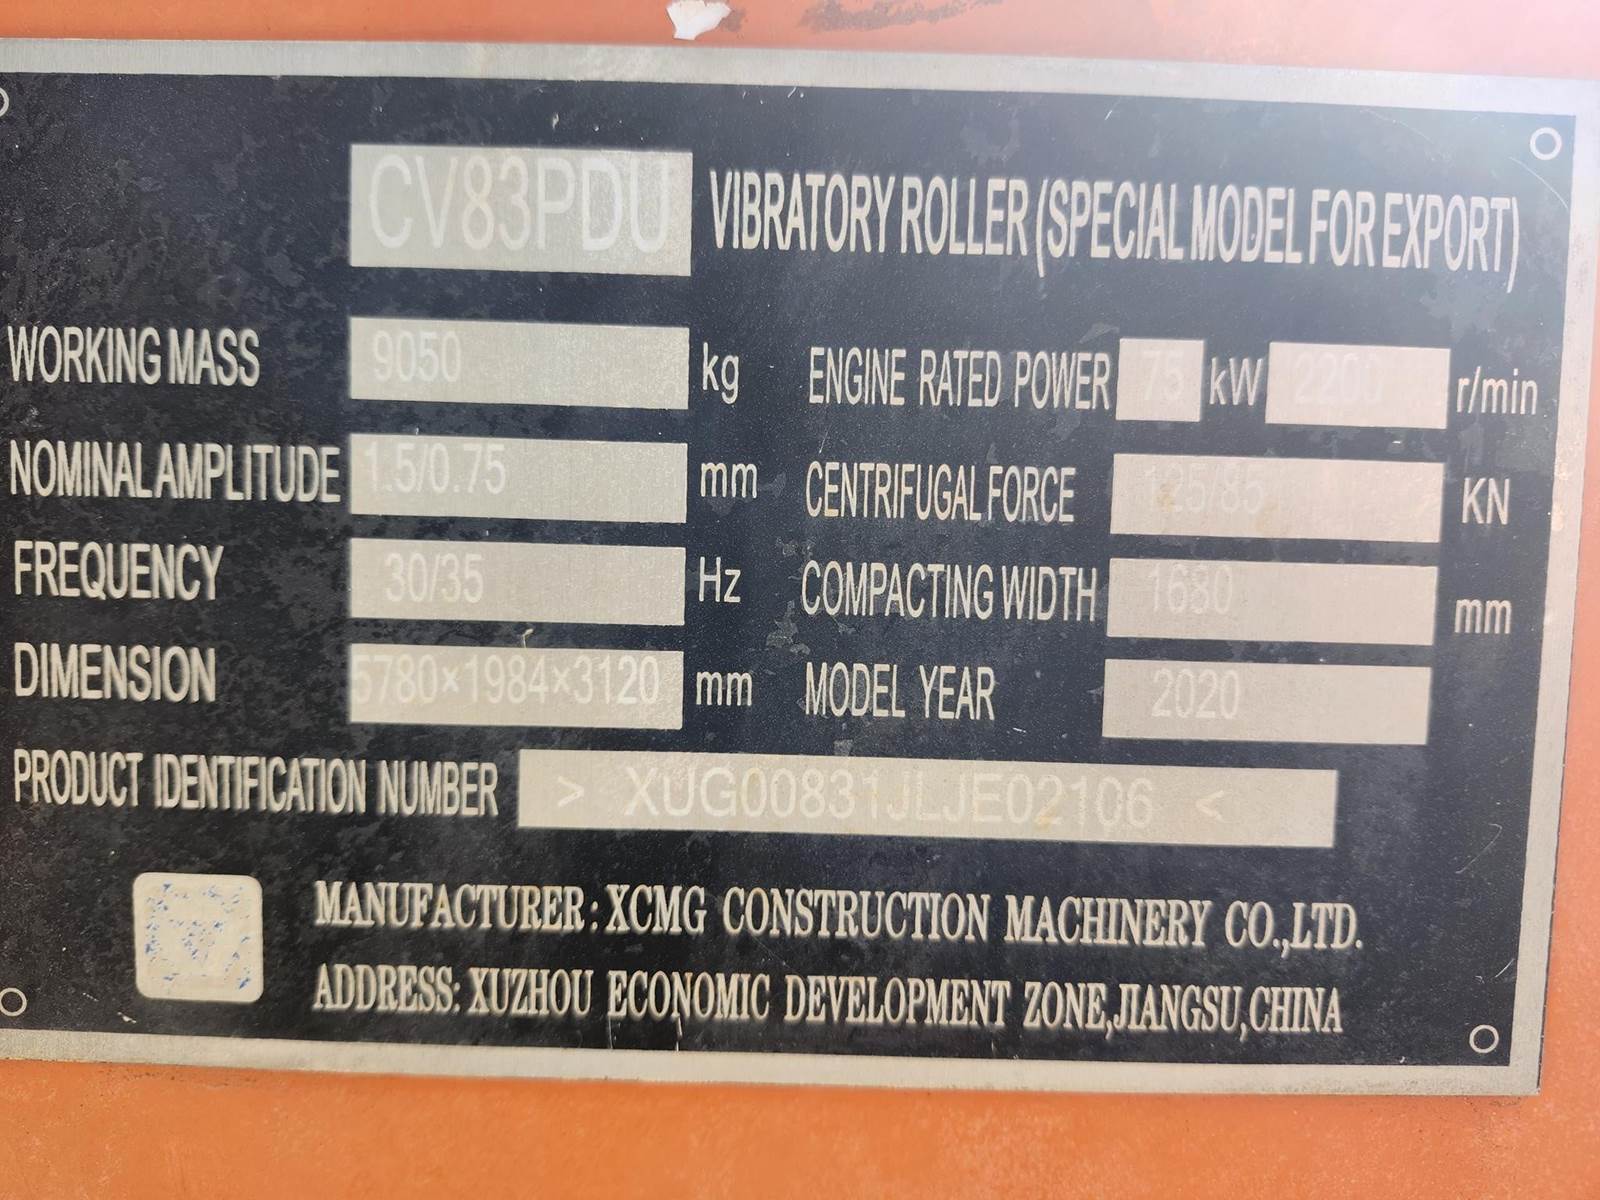 CV83PDU VIBRATORY ROLLER (SPECIAL MODEL FOR EXPORT)
WORKING MASS 9050 kg ENGINE RATED POWER 75 kW 2200 r/min
NOMINAL AMPLITUDE 1.5/0.75 mm CENTRIFUGAL FORCE 125/85 KN
FREQUENCY 30/35 Hz COMPACTING WIDTH 1680 mm
DIMENSION 5780×1984×3120 mm MODEL YEAR 2020
PRODUCT IDENTIFICATION NUMBER > XUG00831JLJE02106 <
MANUFACTURER: XCMG CONSTRUCTION MACHINERY CO.,LTD.
ADDRESS: XUZHOU ECONOMIC DEVELOPMENT ZONE,JIANGSU,CHINA